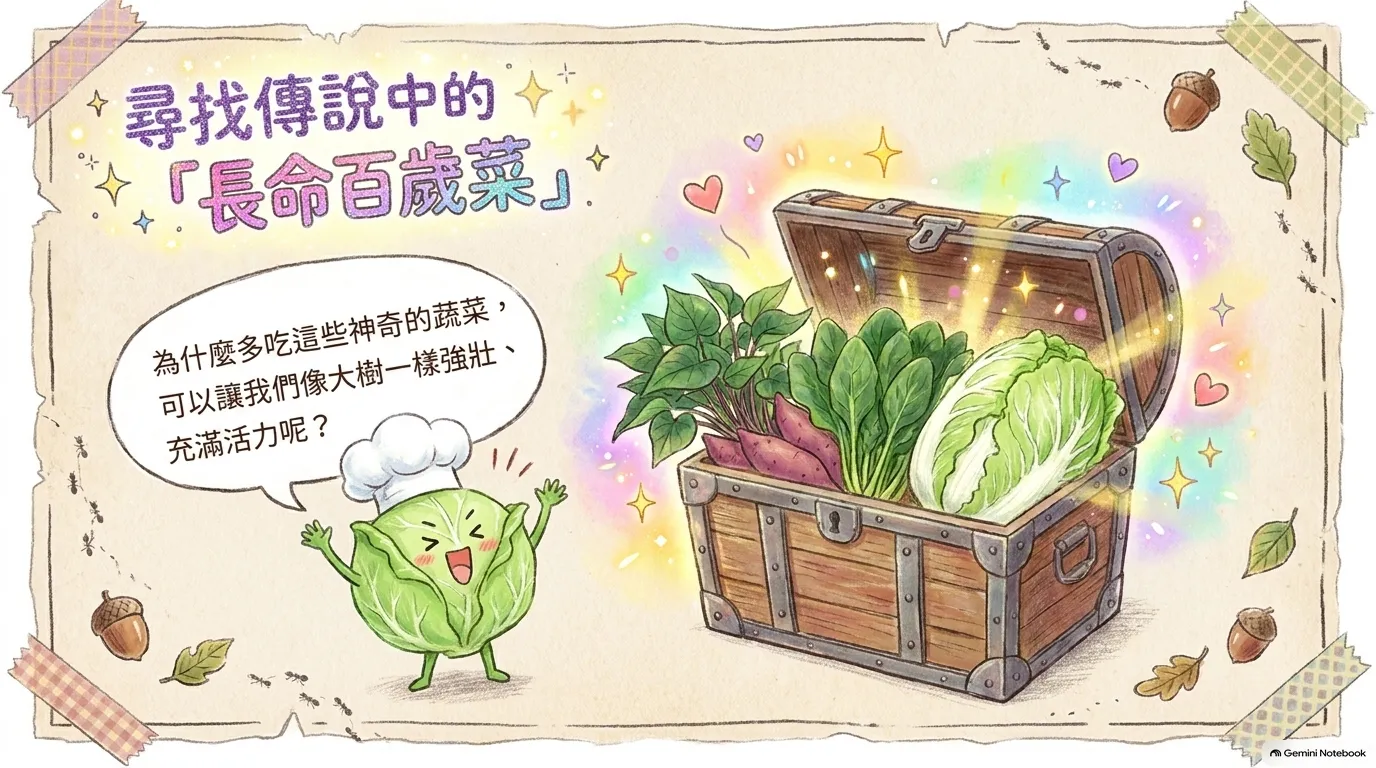 尋找傳說中的
「長命百歲菜」
為什麼多吃這些神奇的蔬菜，
可以讓我們像大樹一樣強壯、
充滿活力呢？
Gemini Notebook